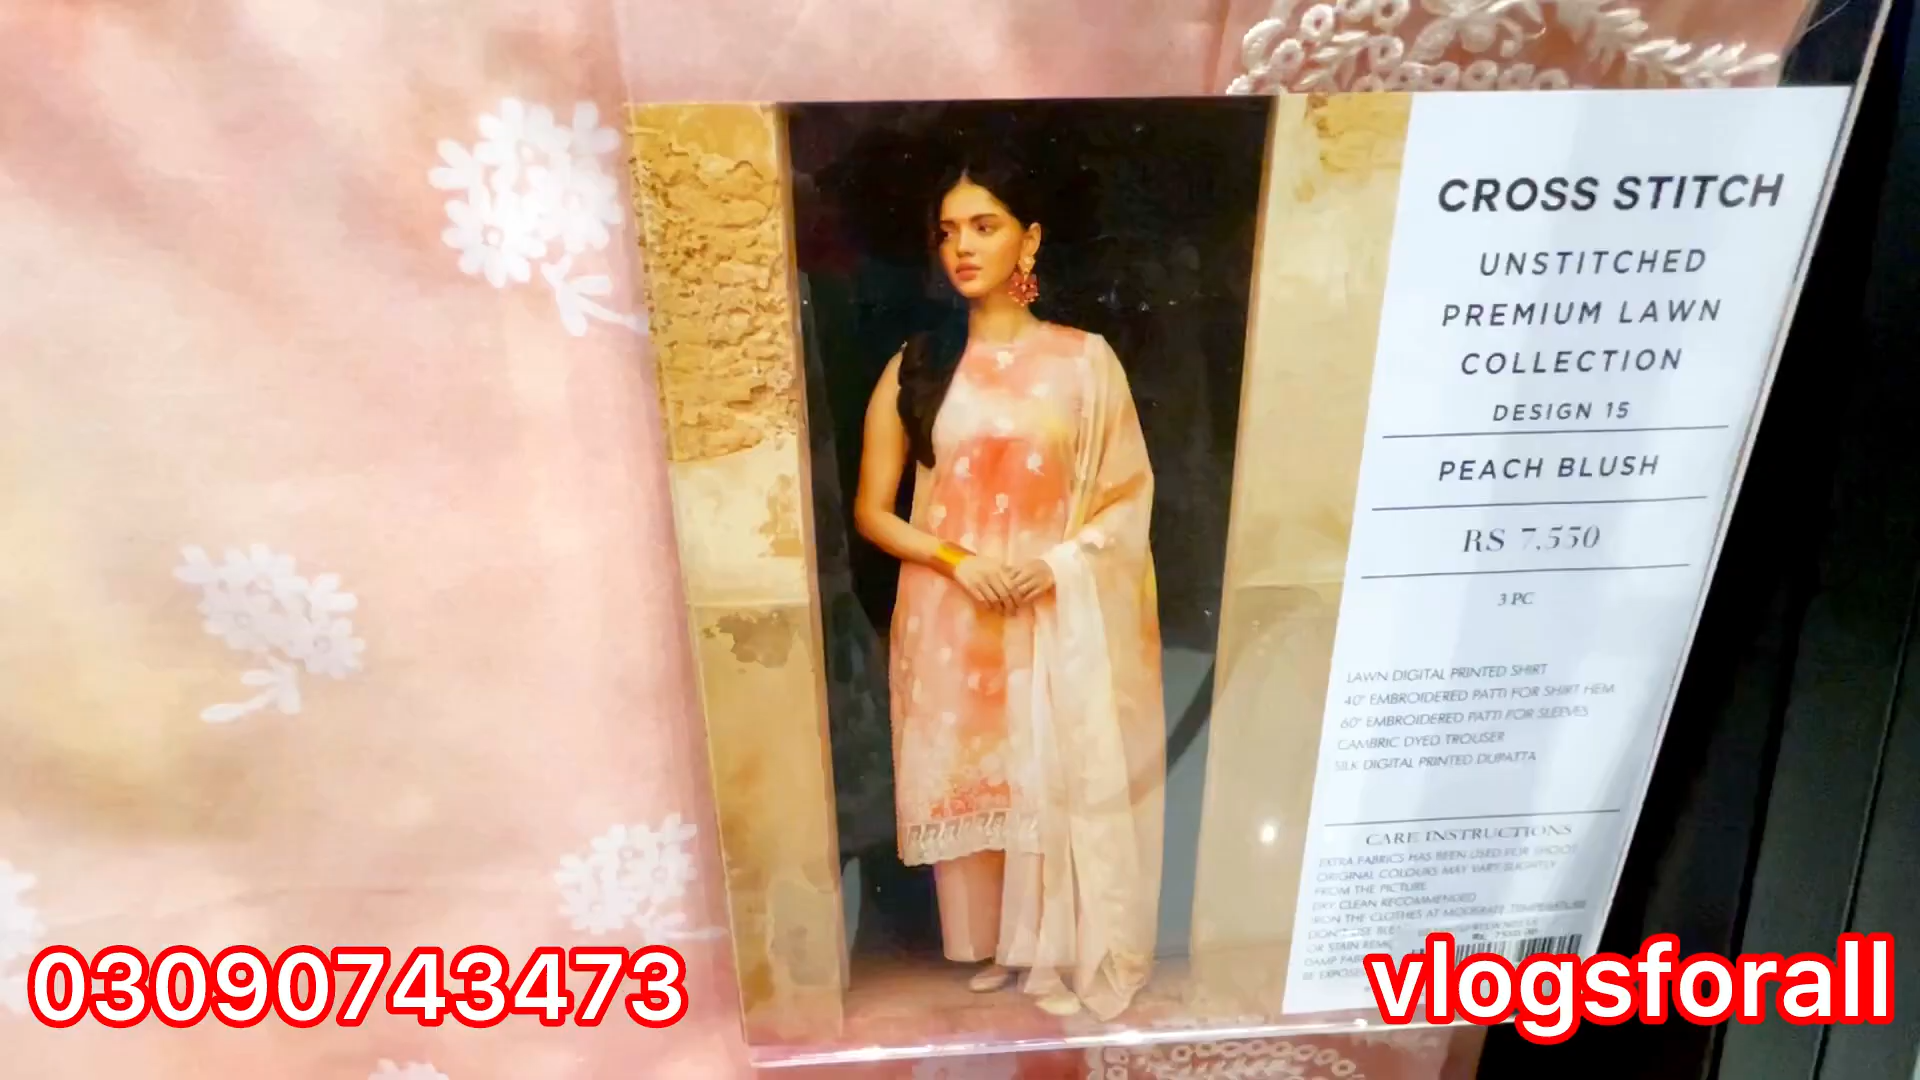 CROSS STITCH
UNSTITCHED
PREMIUM LAWN
COLLECTION
DESIGN 15
PEACH BLUSH
RS 7,550
3 PC
LAWN DIGITAL PRINTED SHIRT
40" EMBROIDERED PATTI FOR SHIRT HEM
60" EMBROIDERED PATTI FOR SLEEVES
CAMBRIC DYED TROUSER
SILK DIGITAL PRINTED DUPATTA
CARE INSTRUCTIONS
EXTRA FABRICS HAS BEEN USED FOR SHOOT
ORIGINAL COLOURS MAY VARY SLIGHTLY
FROM THE PICTURE
DRY CLEAN RECOMMENDED
IRON THE CLOTHES AT MODERATE TEMPERATURE
OR STAIN
03090743473
vlogsforall